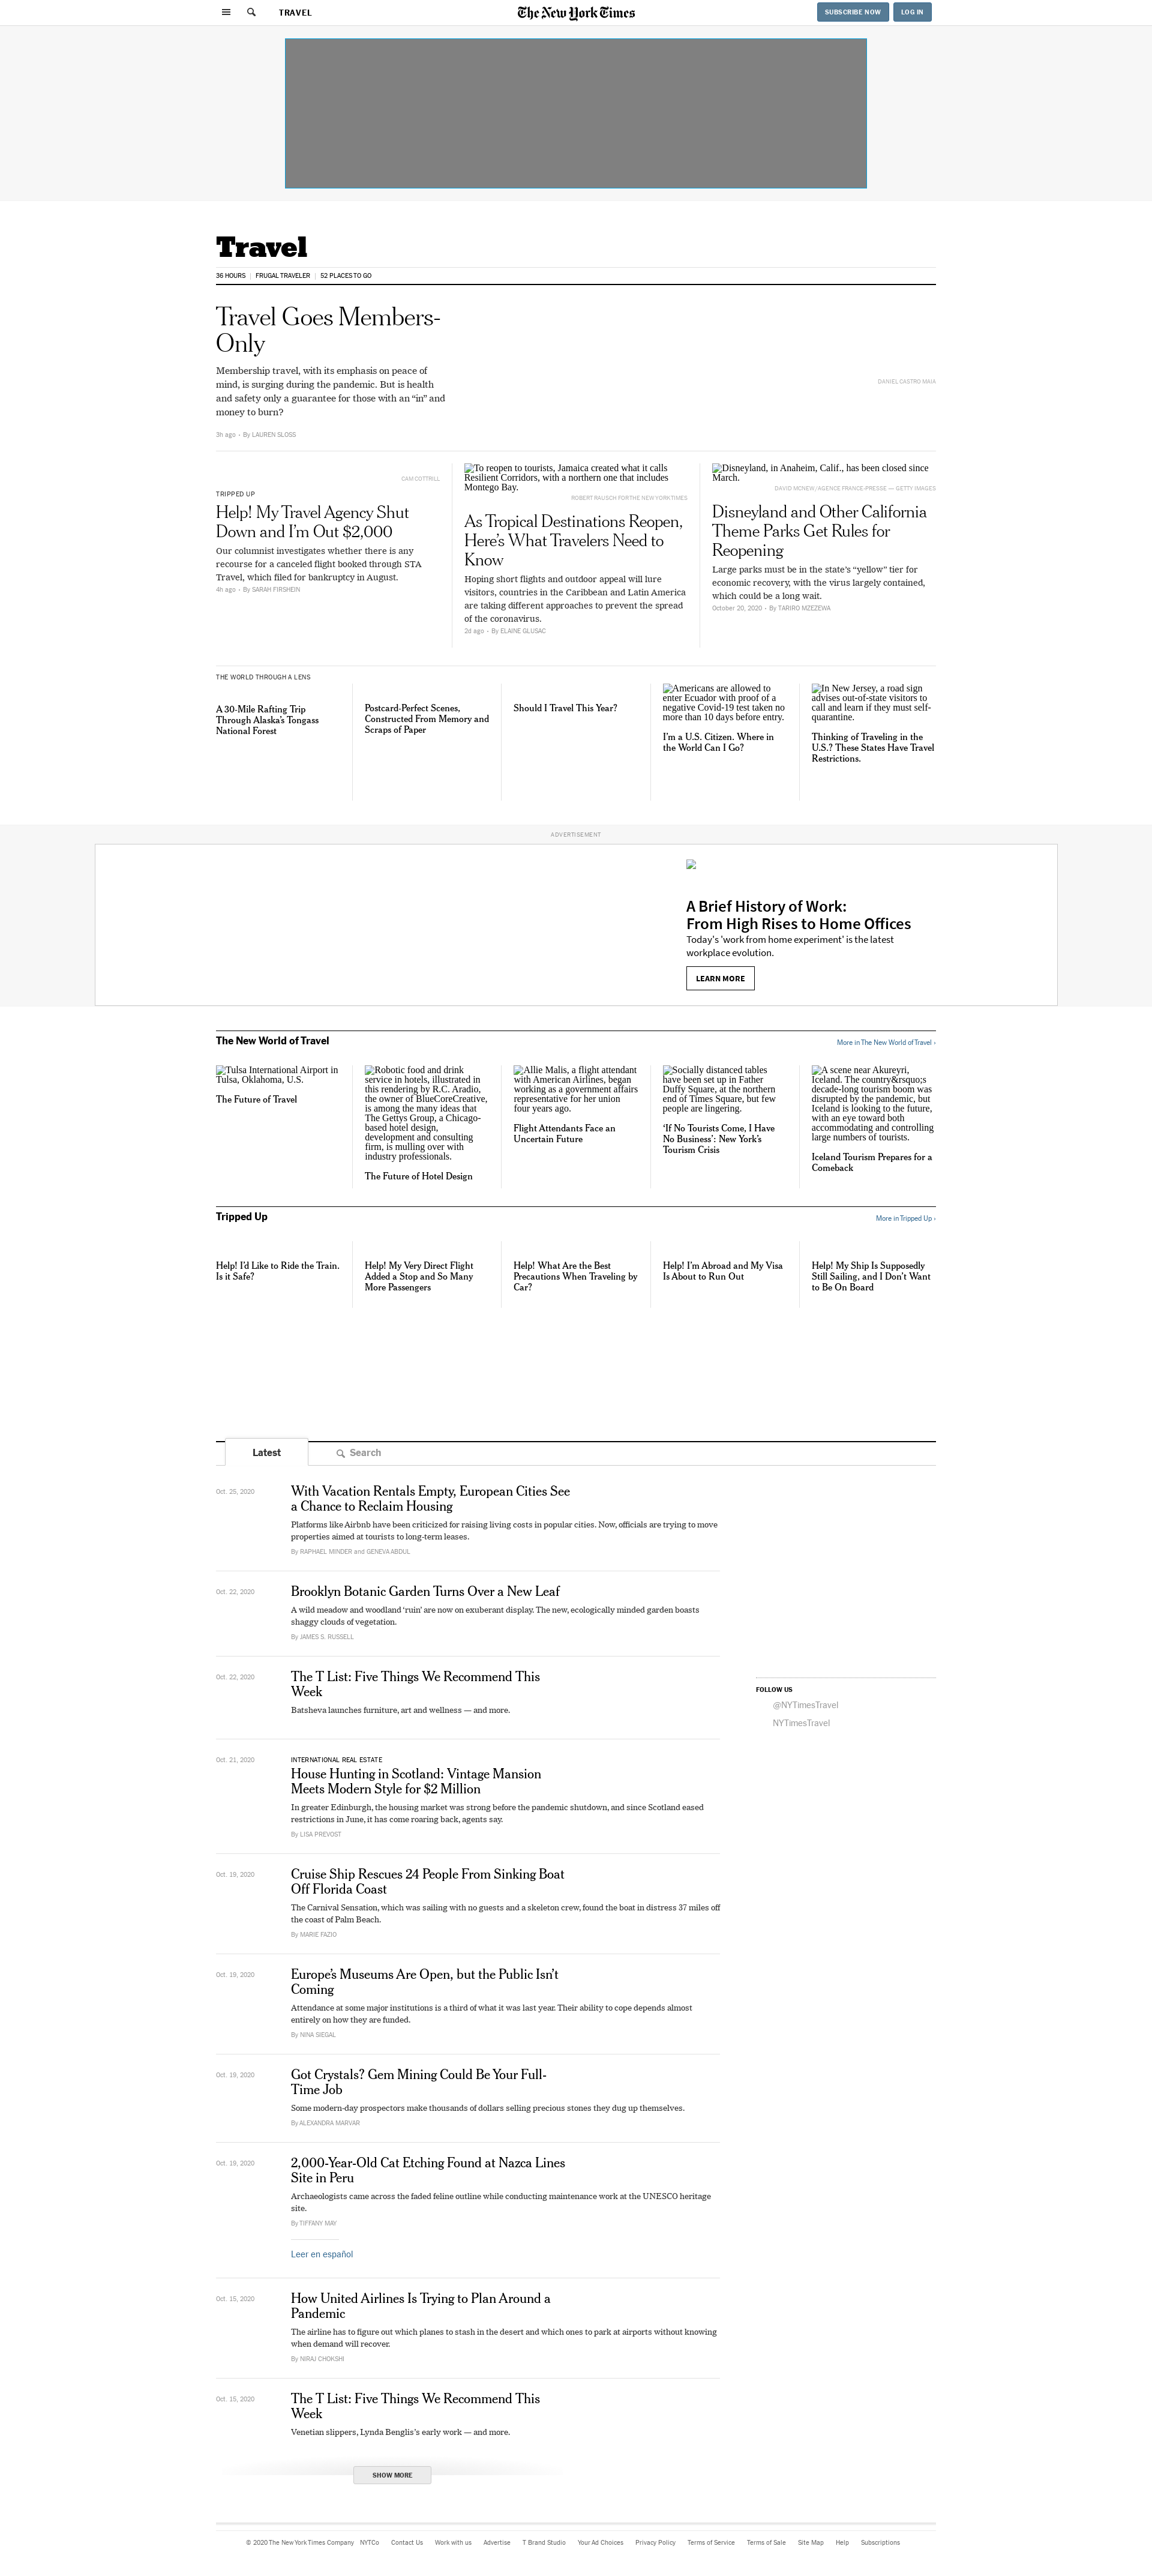 TRAVEL
The New York Times
SUBSCRIBE NOW
LOG IN
Travel
36 HOURS
FRUGAL TRAVELER
52 PLACES TO GO
Travel Goes Members-
Only
Membership travel, with its emphasis on peace of
mind, is surging during the pandemic. But is health
and safety only a guarantee for those with an “in” and
money to burn?
3h ago • By LAUREN SLOSS
DANIEL CASTRO MAIA
CAM COTTRILL
TRIPPED UP
Help! My Travel Agency Shut
Down and I’m Out $2,000
Our columnist investigates whether there is any
recourse for a canceled flight booked through STA
Travel, which filed for bankruptcy in August.
4h ago • By SARAH FIRSHEIN
To reopen to tourists, Jamaica created what it calls
Resilient Corridors, with a northern one that includes
Montego Bay.
ROBERT RAUSCH FOR THE NEW YORK TIMES
As Tropical Destinations Reopen,
Here’s What Travelers Need to
Know
Hoping short flights and outdoor appeal will lure
visitors, countries in the Caribbean and Latin America
are taking different approaches to prevent the spread
of the coronavirus.
2d ago • By ELAINE GLUSAC
Disneyland, in Anaheim, Calif., has been closed since
March.
DAVID MCNEW/AGENCE FRANCE-PRESSE — GETTY IMAGES
Disneyland and Other California
Theme Parks Get Rules for
Reopening
Large parks must be in the state’s “yellow” tier for
economic recovery, with the virus largely contained,
which could be a long wait.
October 20, 2020 • By TARIRO MZEZEWA
THE WORLD THROUGH A LENS
A 30-Mile Rafting Trip
Through Alaska’s Tongass
National Forest
Postcard-Perfect Scenes,
Constructed From Memory and
Scraps of Paper
Should I Travel This Year?
Americans are allowed to
enter Ecuador with proof of a
negative Covid-19 test taken no
more than 10 days before entry.
I’m a U.S. Citizen. Where in
the World Can I Go?
In New Jersey, a road sign
advises out-of-state visitors to
call and learn if they must self-
quarantine.
Thinking of Traveling in the
U.S.? These States Have Travel
Restrictions.
ADVERTISEMENT
A Brief History of Work:
From High Rises to Home Offices
Today's 'work from home experiment' is the latest
workplace evolution.
LEARN MORE
The New World of Travel
More in The New World of Travel ›
Tulsa International Airport in
Tulsa, Oklahoma, U.S.
The Future of Travel
Robotic food and drink
service in hotels, illustrated in
this rendering by R.C. Aradio,
the owner of BlueCoreCreative,
is among the many ideas that
The Gettys Group, a Chicago-
based hotel design,
development and consulting
firm, is mulling over with
industry professionals.
The Future of Hotel Design
Allie Malis, a flight attendant
with American Airlines, began
working as a government affairs
representative for her union
four years ago.
Flight Attendants Face an
Uncertain Future
Socially distanced tables
have been set up in Father
Duffy Square, at the northern
end of Times Square, but few
people are lingering.
‘If No Tourists Come, I Have
No Business’: New York’s
Tourism Crisis
A scene near Akureyri,
Iceland. The country&rsquo;s
decade-long tourism boom was
disrupted by the pandemic, but
Iceland is looking to the future,
with an eye toward both
accommodating and controlling
large numbers of tourists.
Iceland Tourism Prepares for a
Comeback
Tripped Up
More in Tripped Up ›
Help! I’d Like to Ride the Train.
Is it Safe?
Help! My Very Direct Flight
Added a Stop and So Many
More Passengers
Help! What Are the Best
Precautions When Traveling by
Car?
Help! I’m Abroad and My Visa
Is About to Run Out
Help! My Ship Is Supposedly
Still Sailing, and I Don’t Want
to Be On Board
Latest
Search
Oct. 25, 2020
With Vacation Rentals Empty, European Cities See
a Chance to Reclaim Housing
Platforms like Airbnb have been criticized for raising living costs in popular cities. Now, officials are trying to move
properties aimed at tourists to long-term leases.
By RAPHAEL MINDER and GENEVA ABDUL
Oct. 22, 2020
Brooklyn Botanic Garden Turns Over a New Leaf
A wild meadow and woodland ‘ruin’ are now on exuberant display. The new, ecologically minded garden boasts
shaggy clouds of vegetation.
By JAMES S. RUSSELL
Oct. 22, 2020
The T List: Five Things We Recommend This
Week
Batsheva launches furniture, art and wellness — and more.
FOLLOW US
@NYTimesTravel
NYTimesTravel
Oct. 21, 2020
INTERNATIONAL REAL ESTATE
House Hunting in Scotland: Vintage Mansion
Meets Modern Style for $2 Million
In greater Edinburgh, the housing market was strong before the pandemic shutdown, and since Scotland eased
restrictions in June, it has come roaring back, agents say.
By LISA PREVOST
Oct. 19, 2020
Cruise Ship Rescues 24 People From Sinking Boat
Off Florida Coast
The Carnival Sensation, which was sailing with no guests and a skeleton crew, found the boat in distress 37 miles off
the coast of Palm Beach.
By MARIE FAZIO
Oct. 19, 2020
Europe’s Museums Are Open, but the Public Isn’t
Coming
Attendance at some major institutions is a third of what it was last year. Their ability to cope depends almost
entirely on how they are funded.
By NINA SIEGAL
Oct. 19, 2020
Got Crystals? Gem Mining Could Be Your Full-
Time Job
Some modern-day prospectors make thousands of dollars selling precious stones they dug up themselves.
By ALEXANDRA MARVAR
Oct. 19, 2020
2,000-Year-Old Cat Etching Found at Nazca Lines
Site in Peru
Archaeologists came across the faded feline outline while conducting maintenance work at the UNESCO heritage
site.
By TIFFANY MAY
Leer en español
Oct. 15, 2020
How United Airlines Is Trying to Plan Around a
Pandemic
The airline has to figure out which planes to stash in the desert and which ones to park at airports without knowing
when demand will recover.
By NIRAJ CHOKSHI
Oct. 15, 2020
The T List: Five Things We Recommend This
Week
Venetian slippers, Lynda Benglis’s early work — and more.
SHOW MORE
© 2020 The New York Times Company NYTCo Contact Us Work with us Advertise T Brand Studio Your Ad Choices Privacy Policy Terms of Service Terms of Sale Site Map Help Subscriptions